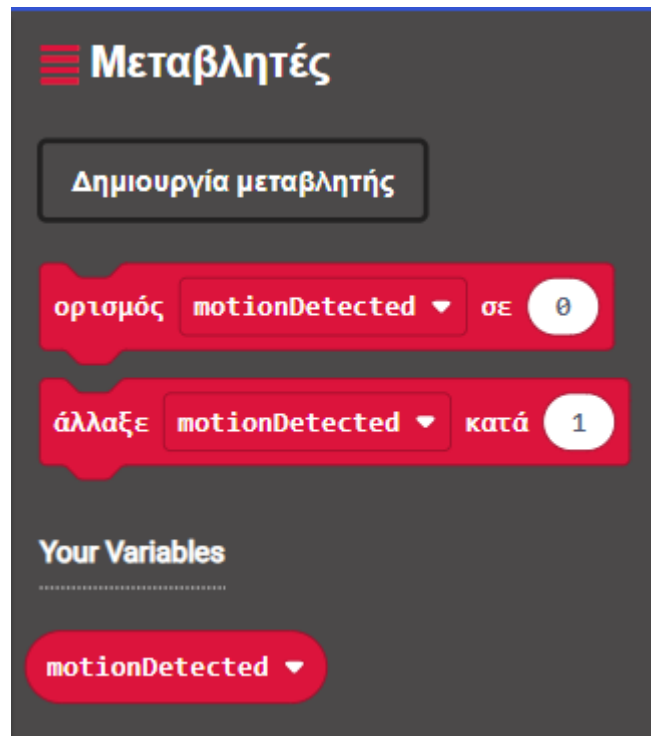 Μεταβλητές
Δημιουργία μεταβλητής
ορισμός motionDetected σε 0
άλλαξε motionDetected κατά 1
Your Variables
motionDetected